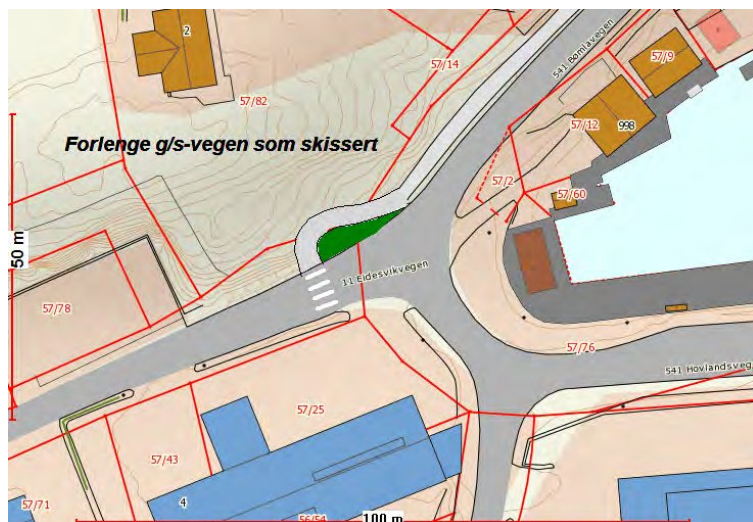 2
57/14
541 Bømlavegen
57/9
57/82
Forlenge g/s-vegen som skissert
57/12
998
57/2
57/60
50 m
11 Eidesvikvegen
57/78
57/76
541 Hovlandsveg
57/25
57/43
4
57/71
56/54
100 m